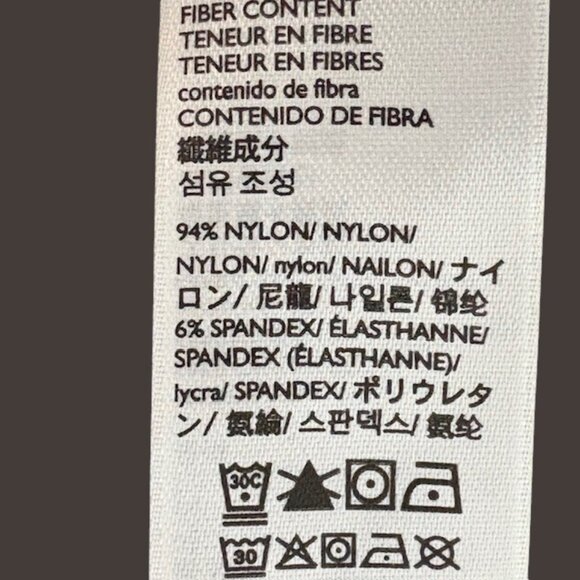 FIBER CONTENT
TENEUR EN FIBRE
TENEUR EN FIBRES
contenido de fibra
CONTENIDO DE FIBRA
纖維成分
섬유 조성
94% NYLON/ NYLON/
NYLON/ nylon/ NAILON/ ナイ
ロン/ 尼龍/ 나일론/ 锦纶
6% SPANDEX/ ÉLASTHANNE/
SPANDEX (ÉLASTHANNE)/
lycra/ SPANDEX/ ポリウレタ
ン/ 氨綸/ 스판덱스/ 氨纶
30C
30